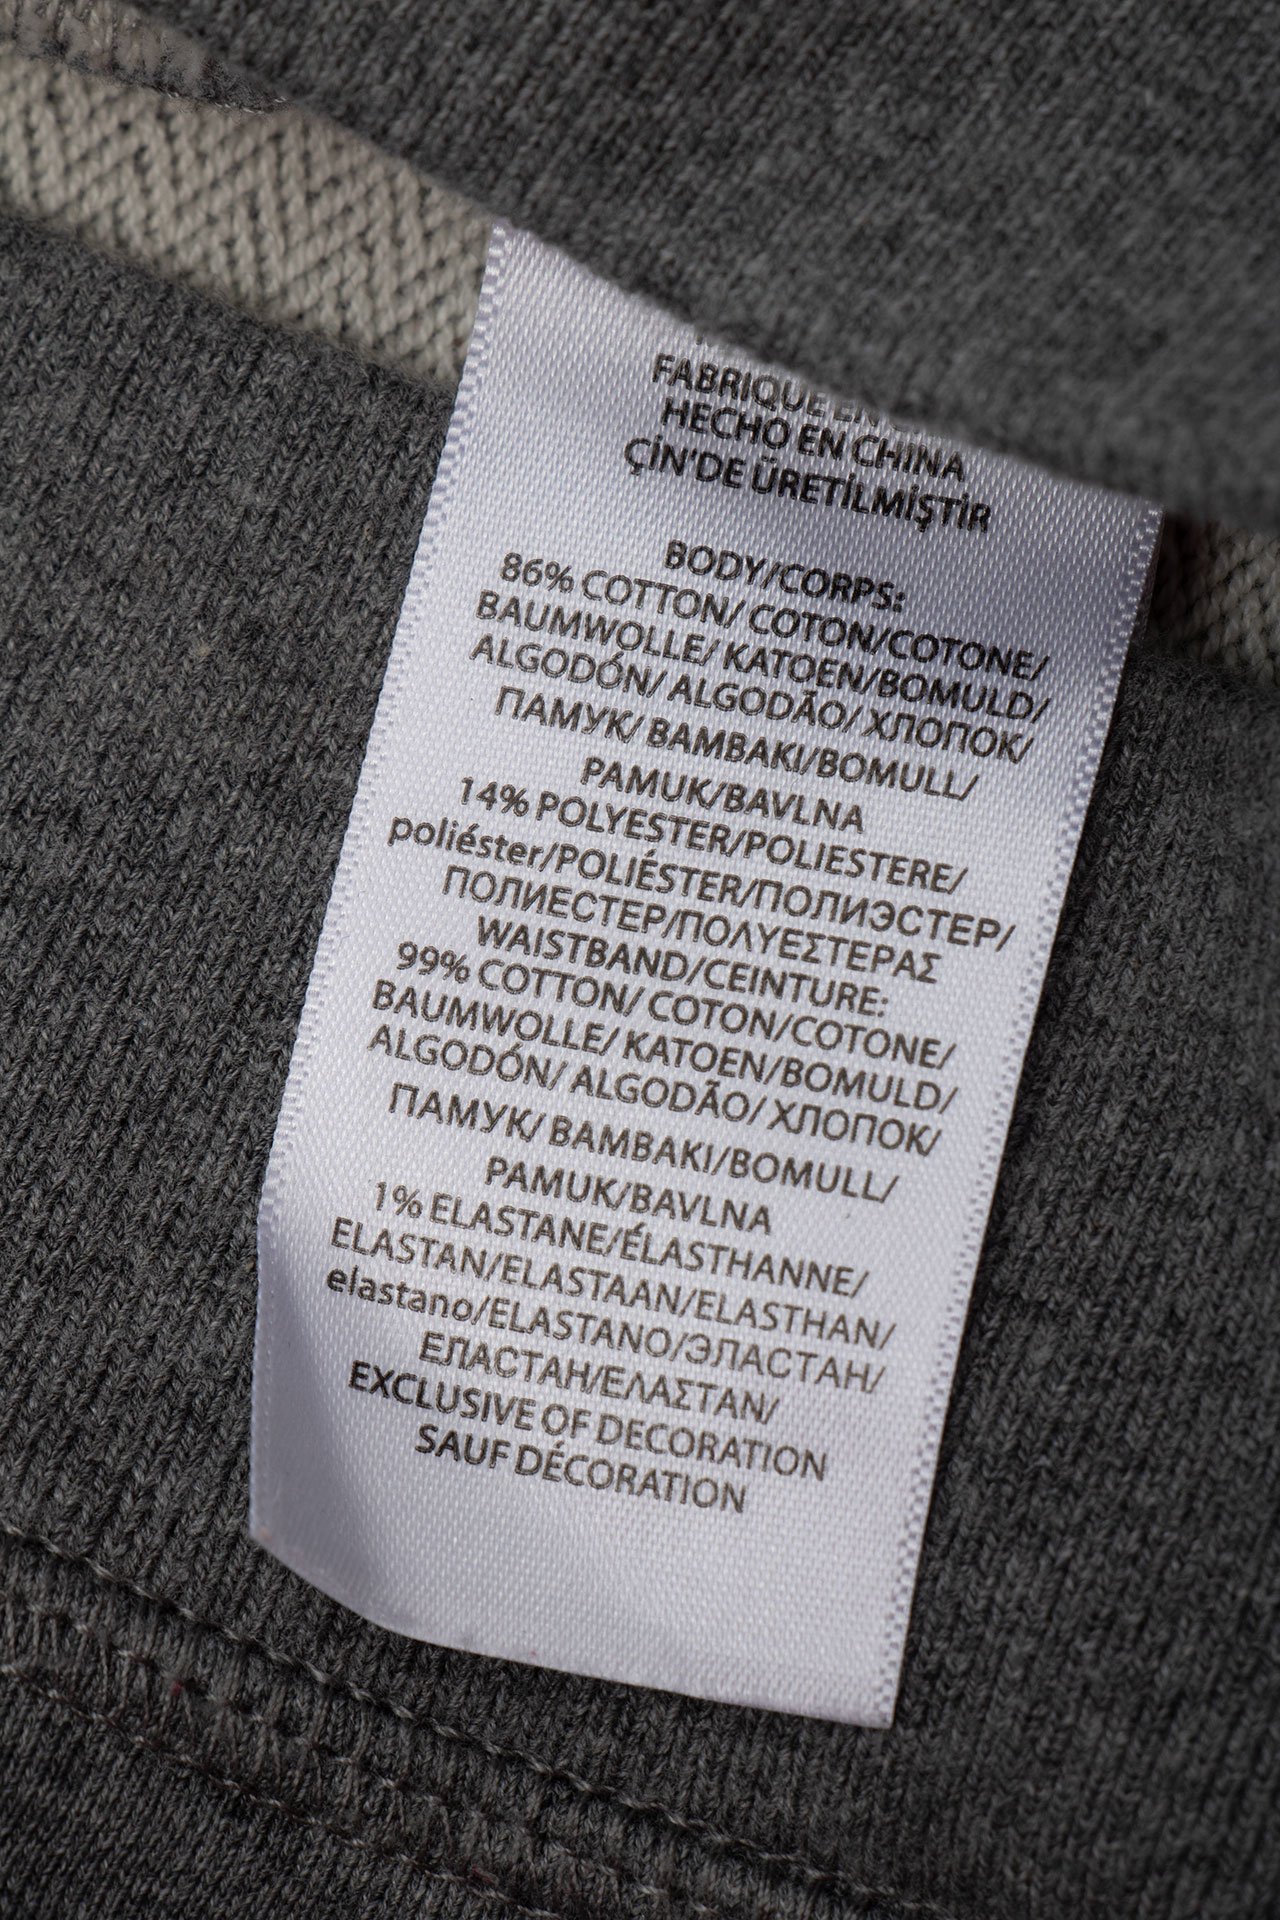 FABRIQUE EN
HECHO EN CHINA
ÇİN'DE ÜRETİLMİŞTİR
BODY/CORPS:
86% COTTON/ COTON/COTONE/
BAUMWOLLE/ KATOEN/BOMULD/
ALGODÓN/ ALGODÃO/ ХЛОПОК/
ПАМУК/ BAMBAKI/BOMULL/
PAMUK/BAVLNA
14% POLYESTER/POLIESTERE/
poliéster/POLIÉSTER/ПОЛИЭСТЕР/
ПОЛИЕСТЕР/ΠΟΛΥΕΣΤΕΡΑΣ
WAISTBAND/CEINTURE:
99% COTTON/ COTON/COTONE/
BAUMWOLLE/ KATOEN/BOMULD/
ALGODÓN/ ALGODÃO/ ХЛОПОК/
ПАМУК/ BAMBAKI/BOMULL/
PAMUK/BAVLNA
1% ELASTANE/ÉLASTHANNE/
ELASTAN/ELASTAAN/ELASTHAN/
elastano/ELASTANO/ЭЛАСТАН/
ЕЛАСТАН/ΕΛΑΣΤΑΝ/
EXCLUSIVE OF DECORATION
SAUF DÉCORATION